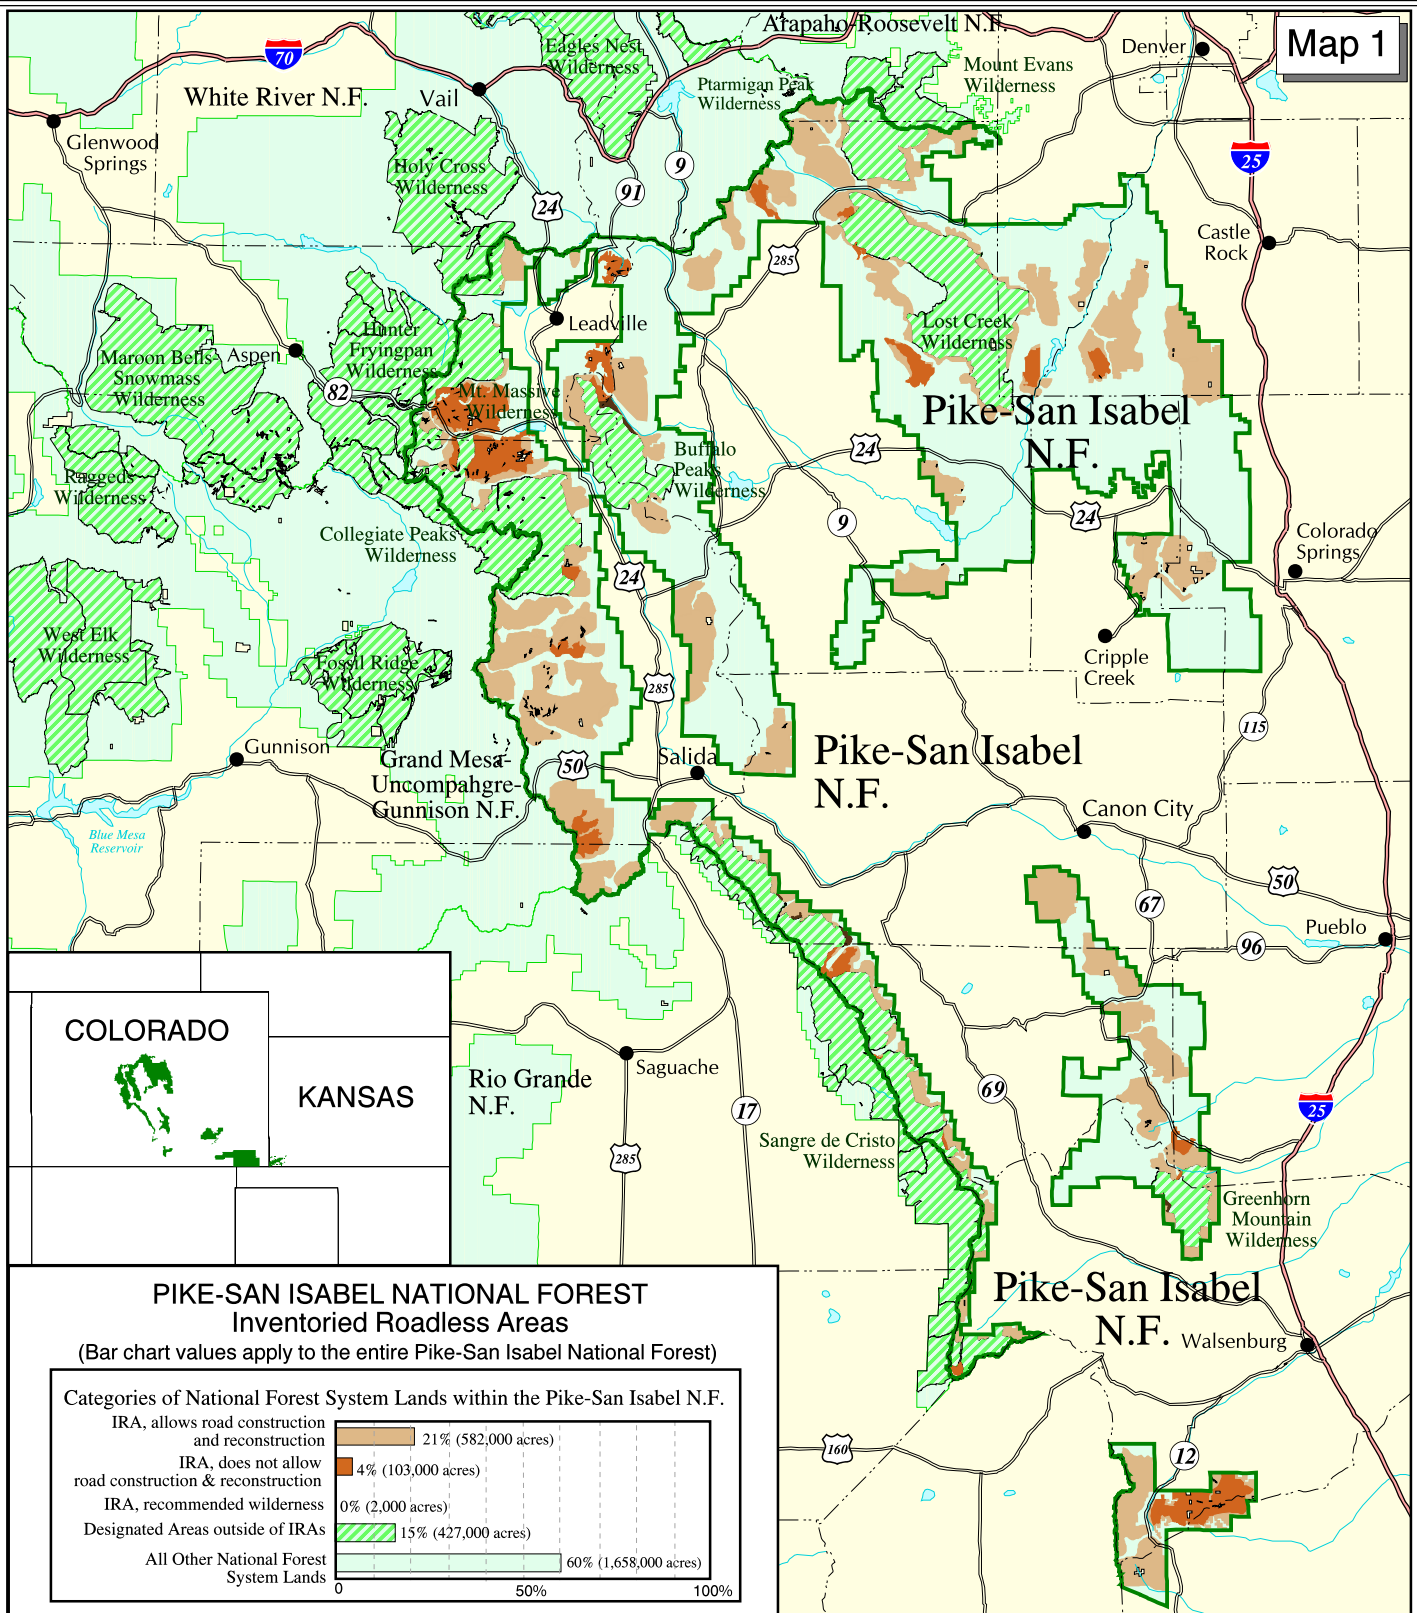 Map 1
Arapaho-Roosevelt N.F.
Denver
70
Eagles Nest
Wilderness
Mount Evans
Wilderness
Ptarmigan Peak
Wilderness
White River N.F.
Vail
Glenwood
Springs
Holy Cross
Wilderness
9
91
24
25
Castle
Rock
285
Leadville
Lost Creek
Wilderness
Hunter
Fryingpan
Wilderness
Aspen
Maroon Bells-
Snowmass
Wilderness
82
Mt. Massive
Wilderness
Pike-San Isabel
N.F.
Buffalo
Peaks
Wilderness
24
Raggeds
Wilderness
9
24
Collegiate Peaks
Wilderness
Colorado
Springs
24
West Elk
Wilderness
Cripple
Creek
Fossil Ridge
Wilderness
285
115
Gunnison
Pike-San Isabel
N.F.
Salida
50
Grand Mesa-
Uncompahgre-
Gunnison N.F.
Canon City
Blue Mesa
Reservoir
50
67
Pueblo
96
COLORADO
KANSAS
Saguache
Rio Grande
N.F.
69
17
25
Sangre de Cristo
Wilderness
285
Greenhorn
Mountain
Wilderness
Pike-San Isabel
N.F.
Walsenburg
160
12
PIKE-SAN ISABEL NATIONAL FOREST
Inventoried Roadless Areas
(Bar chart values apply to the entire Pike-San Isabel National Forest)
Categories of National Forest System Lands within the Pike-San Isabel N.F.
IRA, allows road construction
and reconstruction
21% (582,000 acres)
IRA, does not allow
road construction & reconstruction
4% (103,000 acres)
IRA, recommended wilderness
0% (2,000 acres)
Designated Areas outside of IRAs
15% (427,000 acres)
All Other National Forest
System Lands
60% (1,658,000 acres)
0 50% 100%